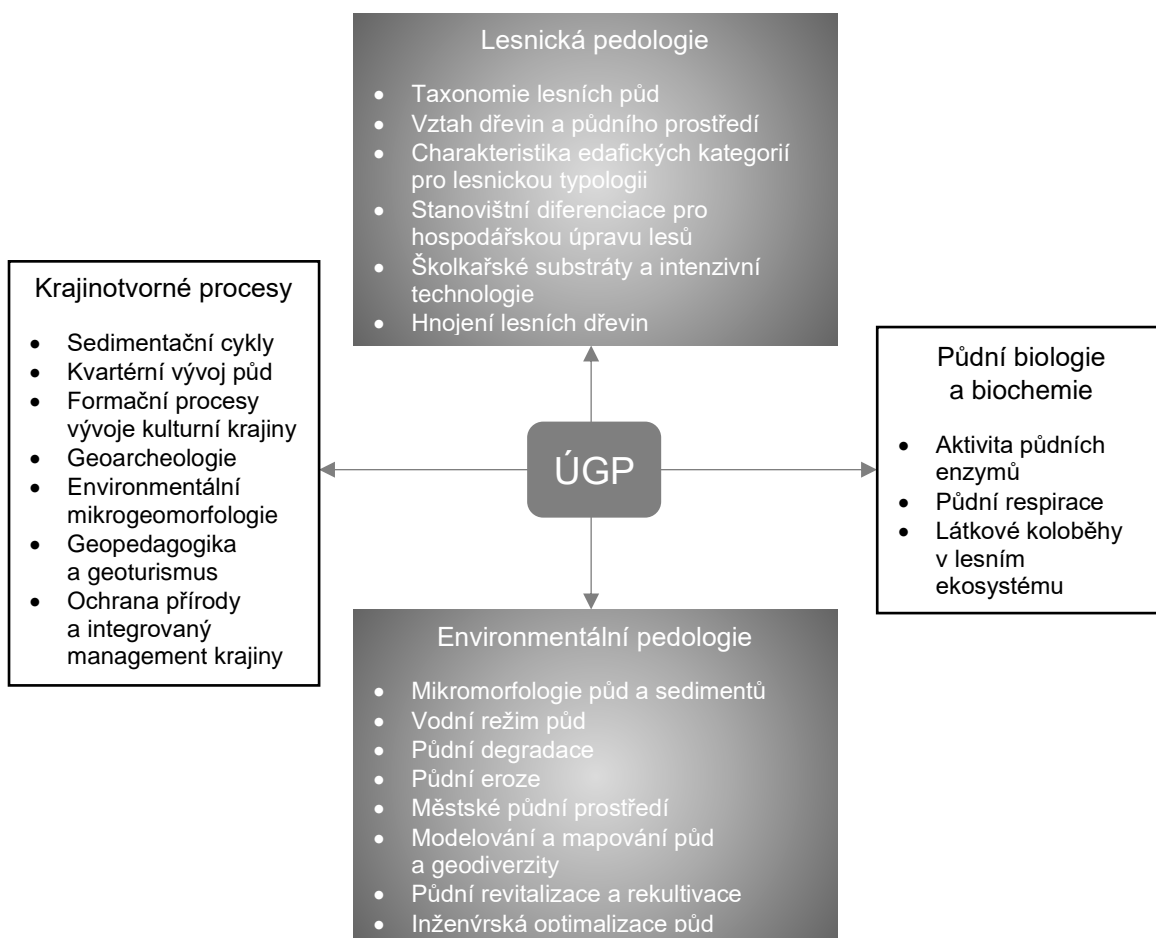 Lesnická pedologie
• Taxonomie lesních půd
• Vztah dřevin a půdního prostředí
• Charakteristika edafických kategorií
pro lesnickou typologii
• Stanovištní diferenciace pro
hospodářskou úpravu lesů
• Školkařské substráty a intenzivní
technologie
• Hnojení lesních dřevin
Krajinotvorné procesy
• Sedimentační cykly
• Kvartérní vývoj půd
• Formační procesy
vývoje kulturní krajiny
• Geoarcheologie
• Environmentální
mikrogeomorfologie
• Geopedagogika
a geoturismus
• Ochrana přírody
a integrovaný
management krajiny
ÚGP
Půdní biologie
a biochemie
• Aktivita půdních
enzymů
• Půdní respirace
• Látkové koloběhy
v lesním
ekosystému
Environmentální pedologie
• Mikromorfologie půd a sedimentů
• Vodní režim půd
• Půdní degradace
• Půdní eroze
• Městské půdní prostředí
• Modelování a mapování půd
a geodiverzity
• Půdní revitalizace a rekultivace
• Inženýrská optimalizace půd